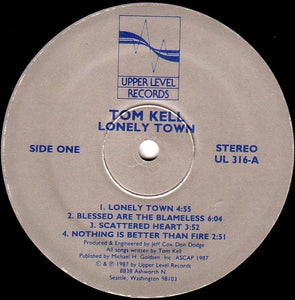 UPPER LEVEL
RECORDS
TOM KELL
LONELY TOWN
SIDE ONE
STEREO
UL 316-A
1. LONELY TOWN 4:55
2. BLESSED ARE THE BLAMELESS 6:04
3. SCATTERED HEART 3:12
4. NOTHING IS BETTER THAN FIRE 2:51
Produced & Engineered by Jeff Cox, Don Dodge
All songs written by Tom Kell
Published by Michael H. Goldsen Inc. ASCAP 1987
© & ℗ 1987 by Upper Level Records
8838 Ashworth N.
Seattle, Washington 98103